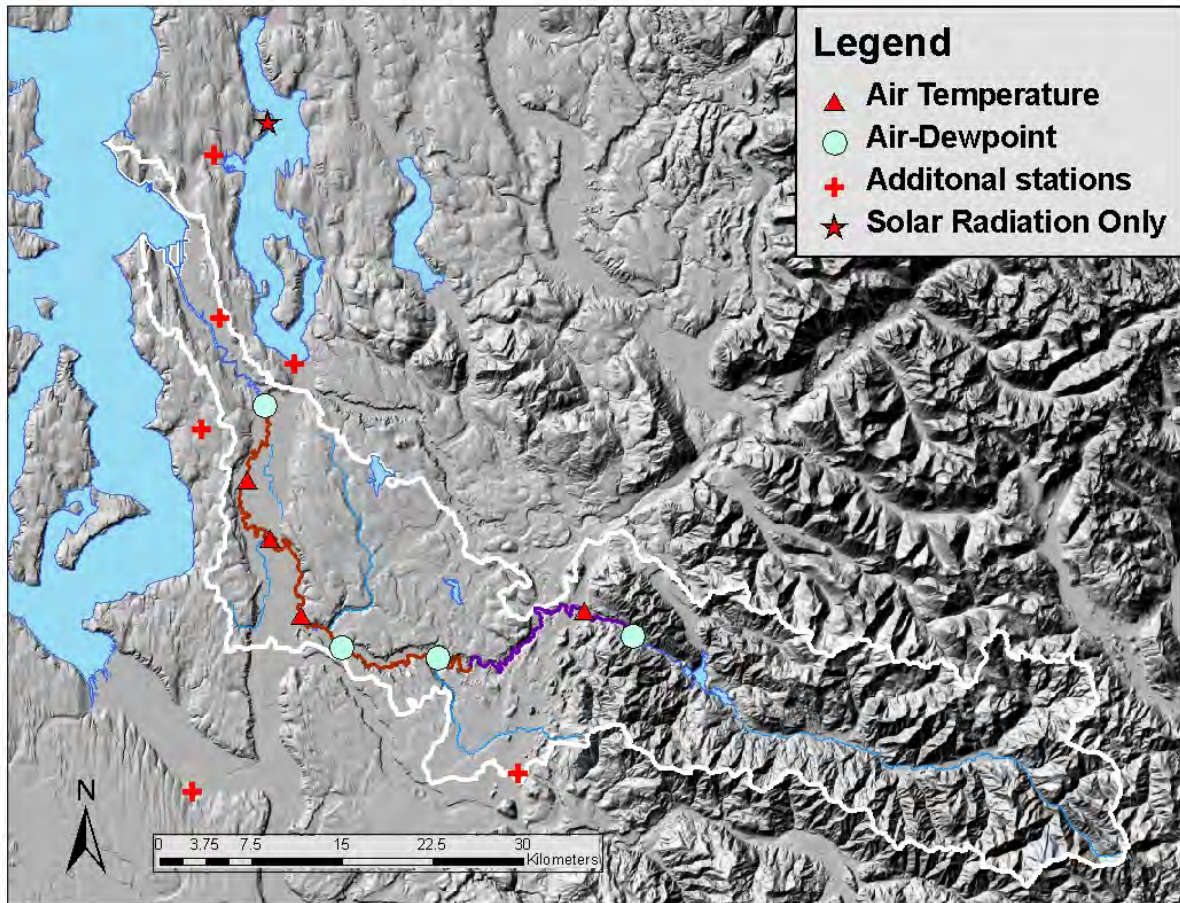 Legend
Air Temperature
Air-Dewpoint
Additonal stations
Solar Radiation Only
N
0 3.75 7.5 15 22.5 30
Kilometers